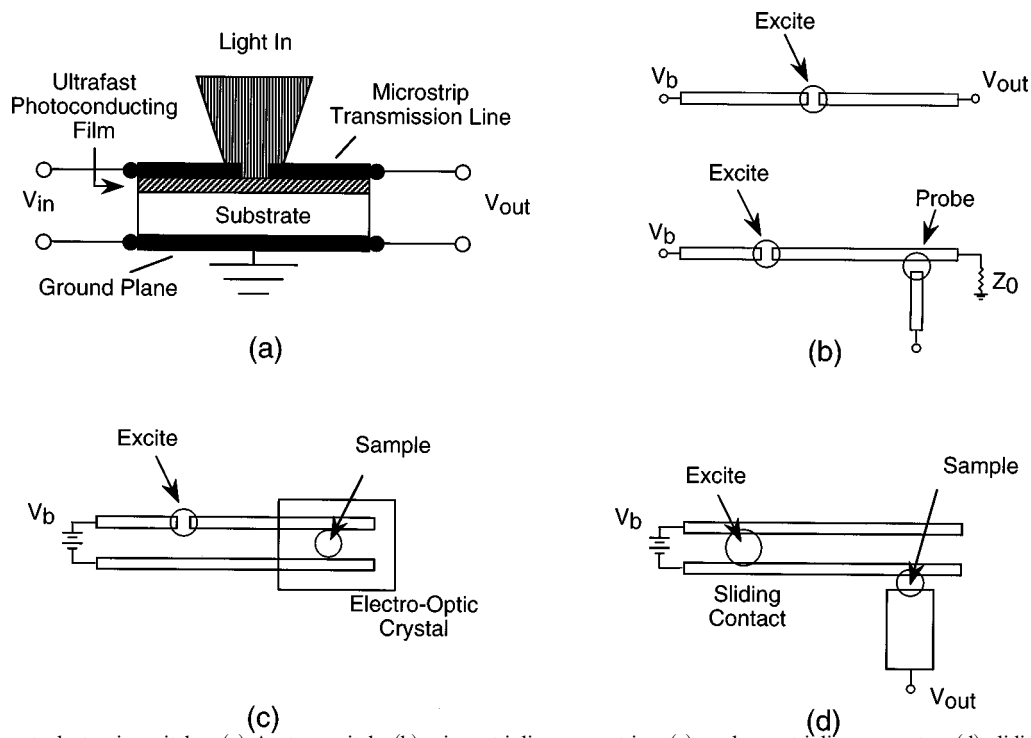 Light In
Ultrafast
Photoconducting
Film
Microstrip
Transmission Line
Vin
Substrate
Vout
Ground Plane
(a)
Excite
Vb
Vout
Excite
Probe
Vb
Z0
(b)
Excite
Sample
Vb
Electro-Optic
Crystal
(c)
Excite
Sample
Vb
Sliding
Contact
Vout
(d)